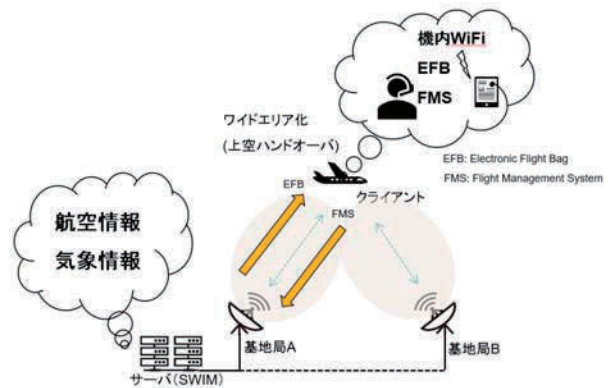 機内WiFi
EFB
FMS
ワイドエリア化
(上空ハンドオーバ)
EFB: Electronic Flight Bag
FMS: Flight Management System
EFB
クライアント
FMS
航空情報
気象情報
基地局A
基地局B
サーバ(SWIM)